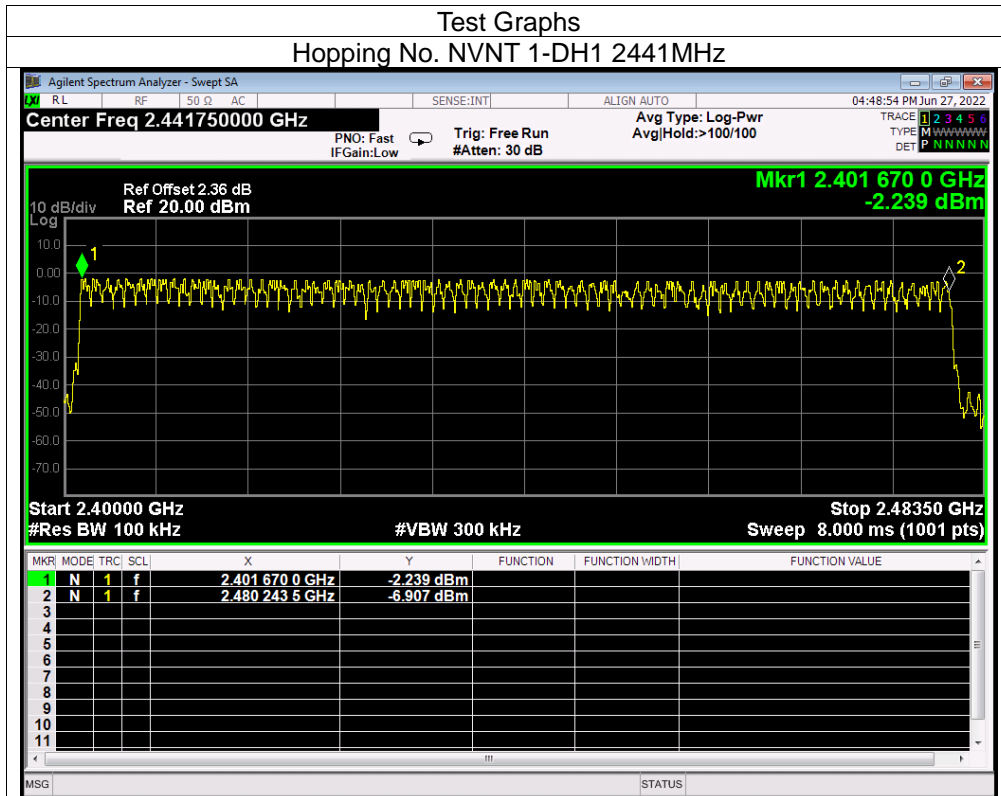 Test Graphs
Hopping No. NVNT 1-DH1 2441MHz
Agilent Spectrum Analyzer - Swept SA
LXI RL RF 50 Ω AC SENSE:INT ALIGN AUTO 04:48:54 PM Jun 27, 2022
Center Freq 2.441750000 GHz
PNO: Fast
IFGain:Low
Trig: Free Run
#Atten: 30 dB
Avg Type: Log-Pwr
Avg|Hold:>100/100
TRACE 1 2 3 4 5 6
TYPE M WWWWW
DET P N N N N N
Mkr1 2.401 670 0 GHz
-2.239 dBm
Ref Offset 2.36 dB
10 dB/div Ref 20.00 dBm
Log
10.0
0.00
-10.0
-20.0
-30.0
-40.0
-50.0
-60.0
-70.0
1
2
Start 2.40000 GHz Stop 2.48350 GHz
#Res BW 100 kHz #VBW 300 kHz Sweep 8.000 ms (1001 pts)
MKR MODE TRC SCL X Y FUNCTION FUNCTION WIDTH FUNCTION VALUE
1 N 1 f 2.401 670 0 GHz -2.239 dBm
2 N 1 f 2.480 243 5 GHz -6.907 dBm
3
4
5
6
7
8
9
10
11
MSG STATUS